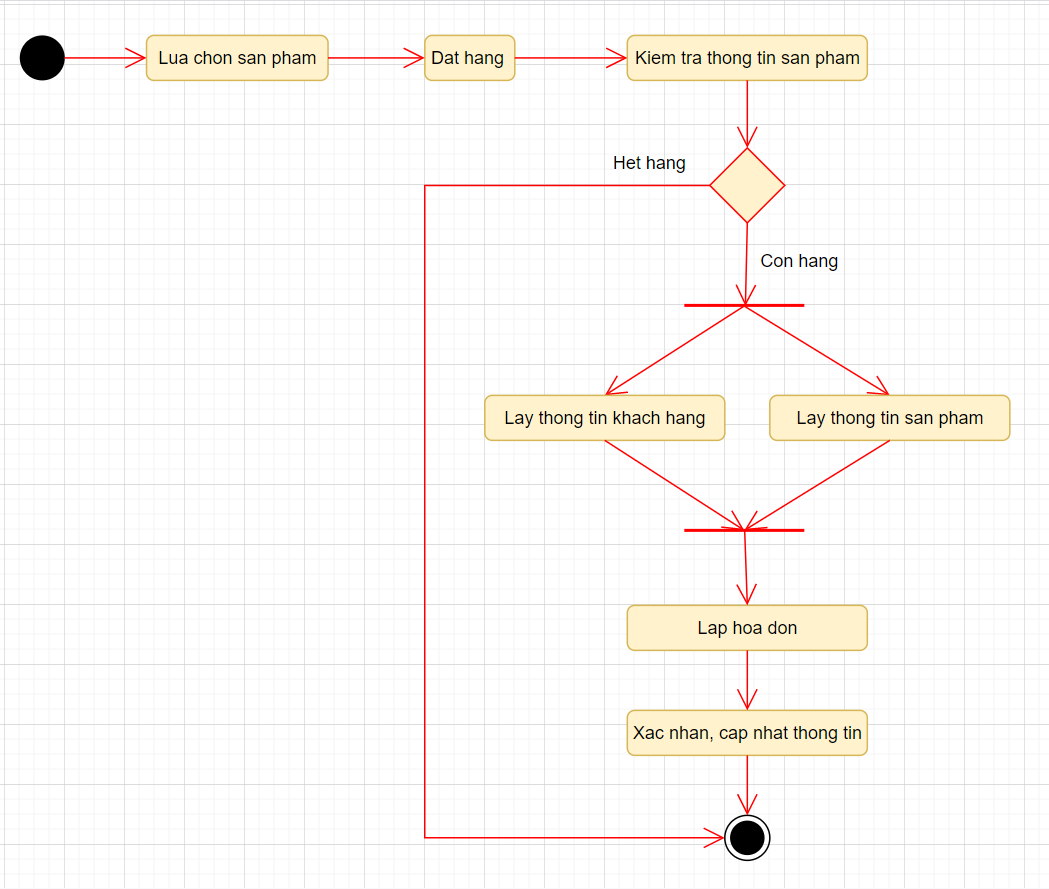 Lua chon san pham
Dat hang
Kiem tra thong tin san pham
Het hang
Con hang
Lay thong tin khach hang
Lay thong tin san pham
Lap hoa don
Xac nhan, cap nhat thong tin